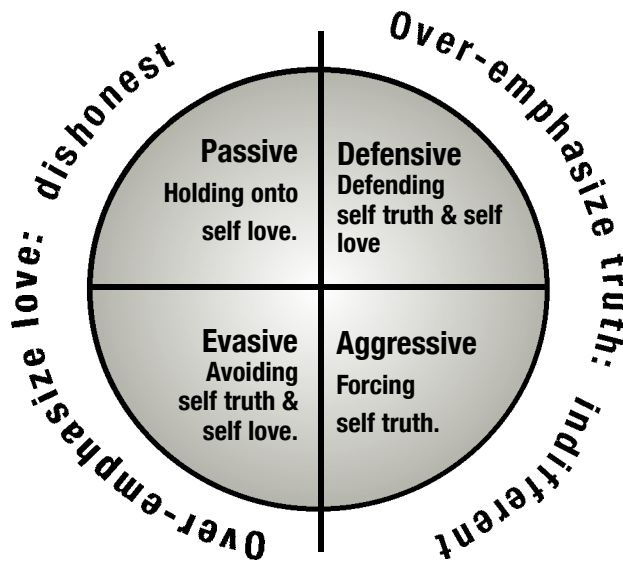 Over-emphasize love: dishonest
Over-emphasize truth: indifferent
Passive
Holding onto
self love.
Defensive
Defending
self truth & self
love
Evasive
Avoiding
self truth &
self love.
Aggressive
Forcing
self truth.